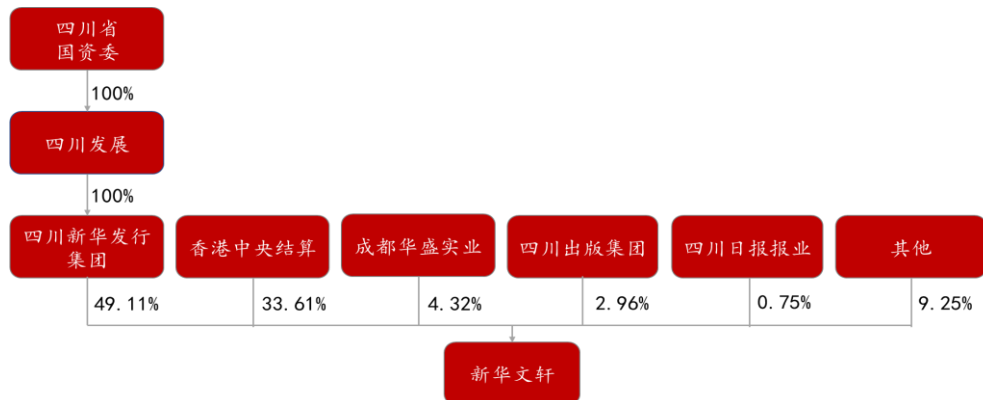 四川省
国资委
100%
四川发展
100%
四川新华发行
集团
香港中央结算
成都华盛实业
四川出版集团
四川日报报业
其他
49.11%
33.61%
4.32%
2.96%
0.75%
9.25%
新华文轩